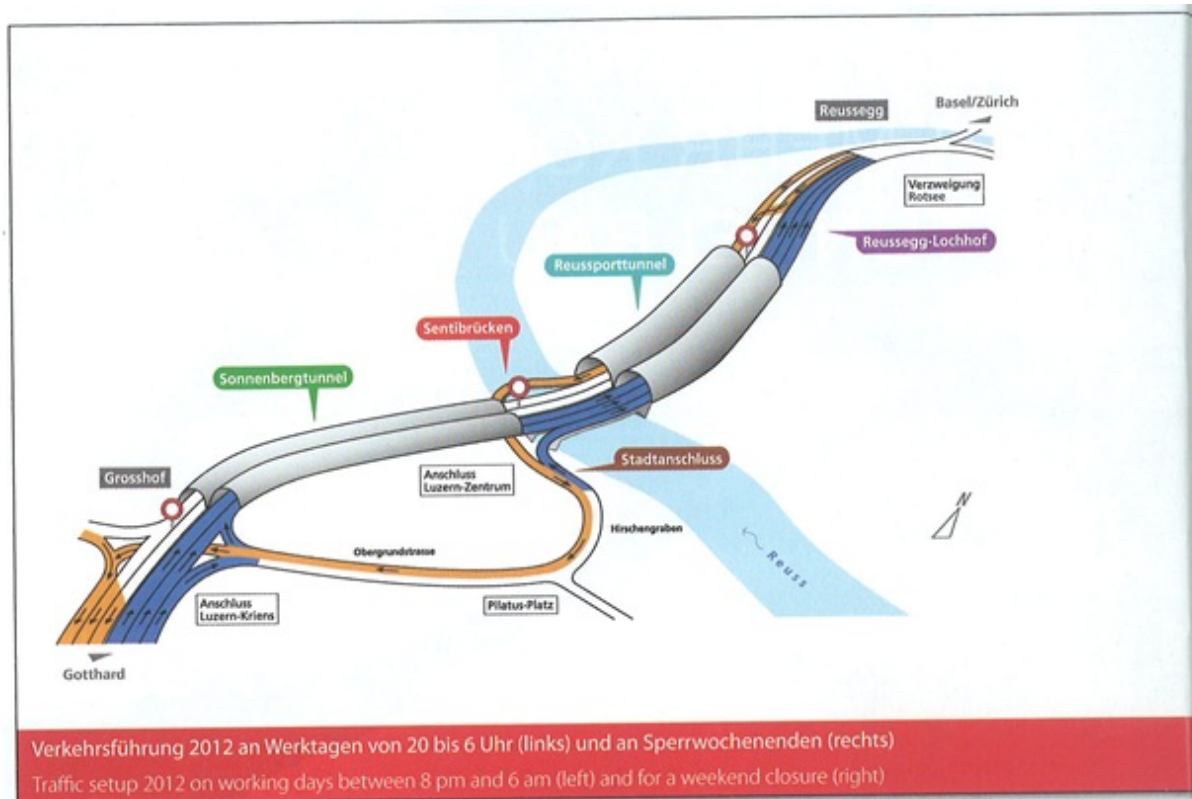 Reussegg
Basel/Zürich
Verzweigung
Rotsee
Reussegg-Lochhof
Reussporttunnel
Sentibrücken
Sonnenbergtunnel
Stadtanschluss
Anschluss
Luzern-Zentrum
Grosshof
Hirschengraben
N
Obergrundstrasse
Reuss
Anschluss
Luzern-Kriens
Pilatus-Platz
Gotthard
Verkehrsführung 2012 an Werktagen von 20 bis 6 Uhr (links) und an Sperrwochenenden (rechts)
Traffic setup 2012 on working days between 8 pm and 6 am (left) and for a weekend closure (right)